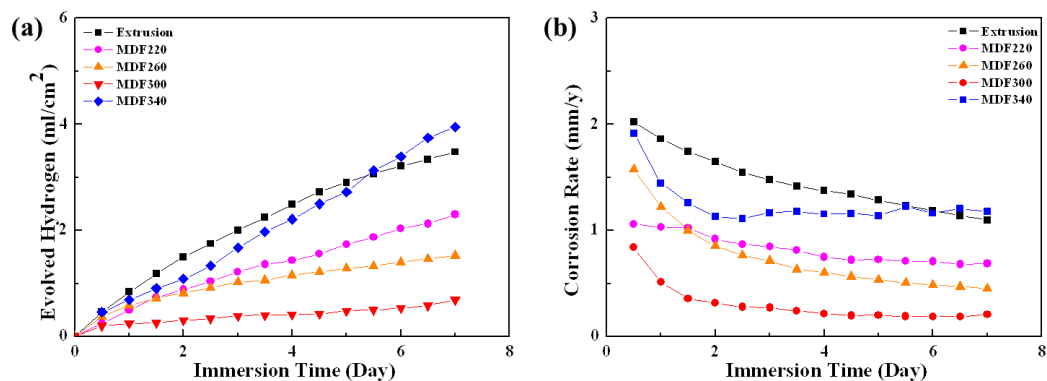 (a)
Evolved Hydrogen (ml/cm²)
6
4
2
0
Extrusion
MDF220
MDF260
MDF300
MDF340
0 2 4 6 8
Immersion Time (Day)
(b)
Corrosion Rate (mm/y)
3
2
1
0
Extrusion
MDF220
MDF260
MDF300
MDF340
0 2 4 6 8
Immersion Time (Day)